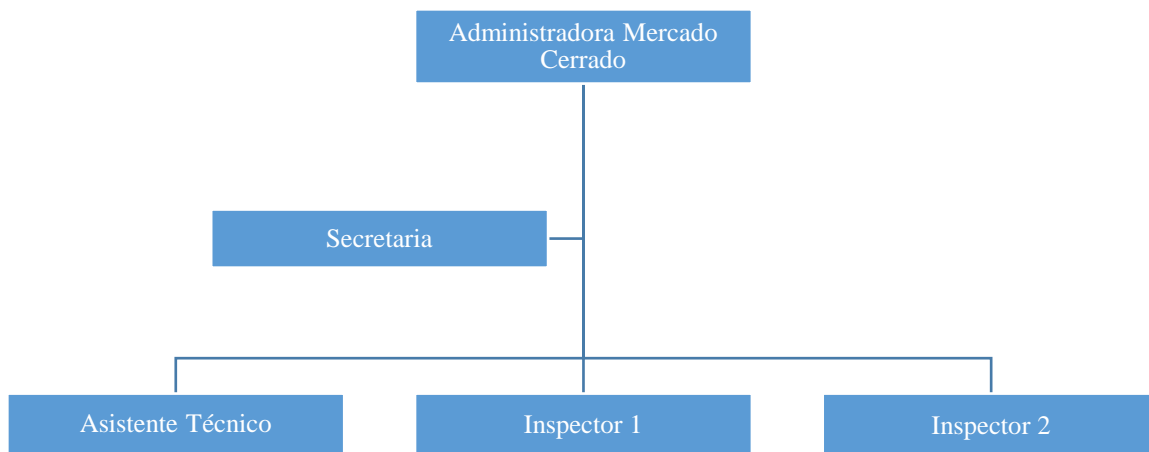 Administradora Mercado
Cerrado
Secretaria
Asistente Técnico
Inspector 1
Inspector 2